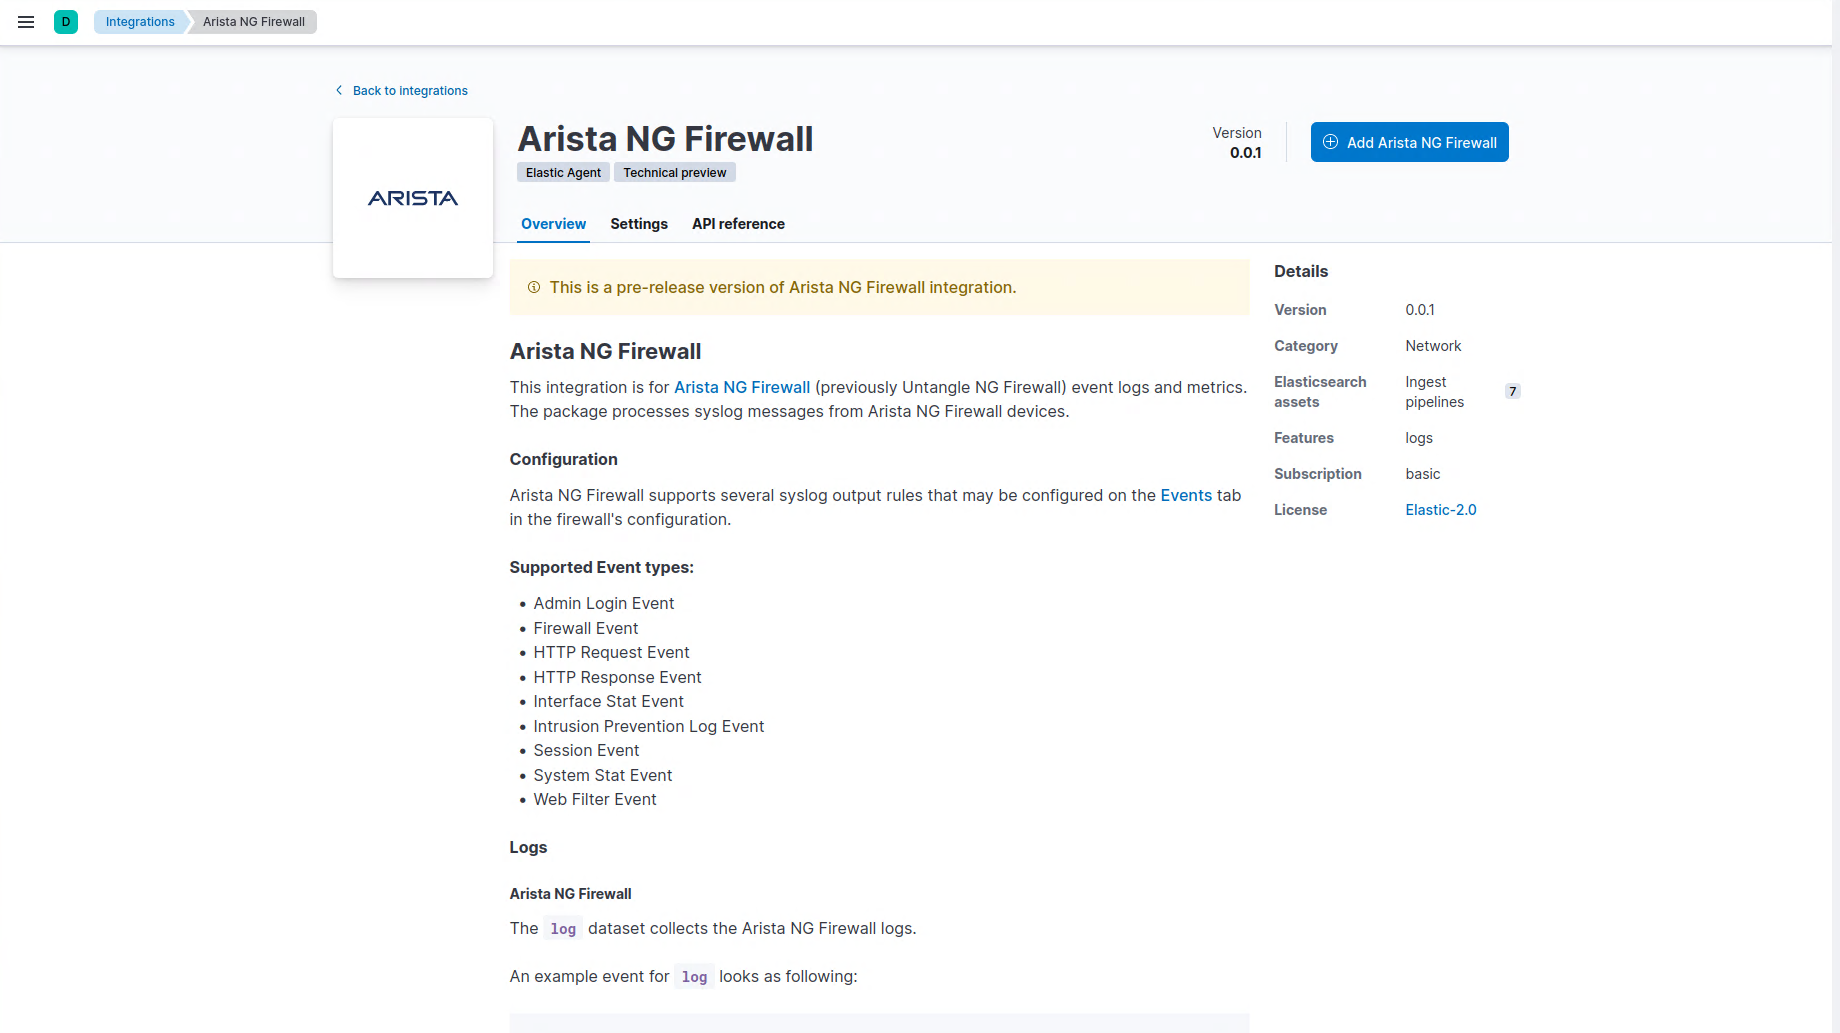 D
Integrations
Arista NG Firewall
Back to integrations
ARISTA
Arista NG Firewall
Elastic Agent
Technical preview
Version
0.0.1
Add Arista NG Firewall
Overview
Settings
API reference
This is a pre-release version of Arista NG Firewall integration.
Arista NG Firewall
This integration is for Arista NG Firewall (previously Untangle NG Firewall) event logs and metrics.
The package processes syslog messages from Arista NG Firewall devices.
Configuration
Arista NG Firewall supports several syslog output rules that may be configured on the Events tab
in the firewall's configuration.
Supported Event types:
• Admin Login Event
• Firewall Event
• HTTP Request Event
• HTTP Response Event
• Interface Stat Event
• Intrusion Prevention Log Event
• Session Event
• System Stat Event
• Web Filter Event
Logs
Arista NG Firewall
The log dataset collects the Arista NG Firewall logs.
An example event for log looks as following:
Details
Version 0.0.1
Category Network
Elasticsearch assets
Ingest pipelines
7
Features logs
Subscription basic
License Elastic-2.0